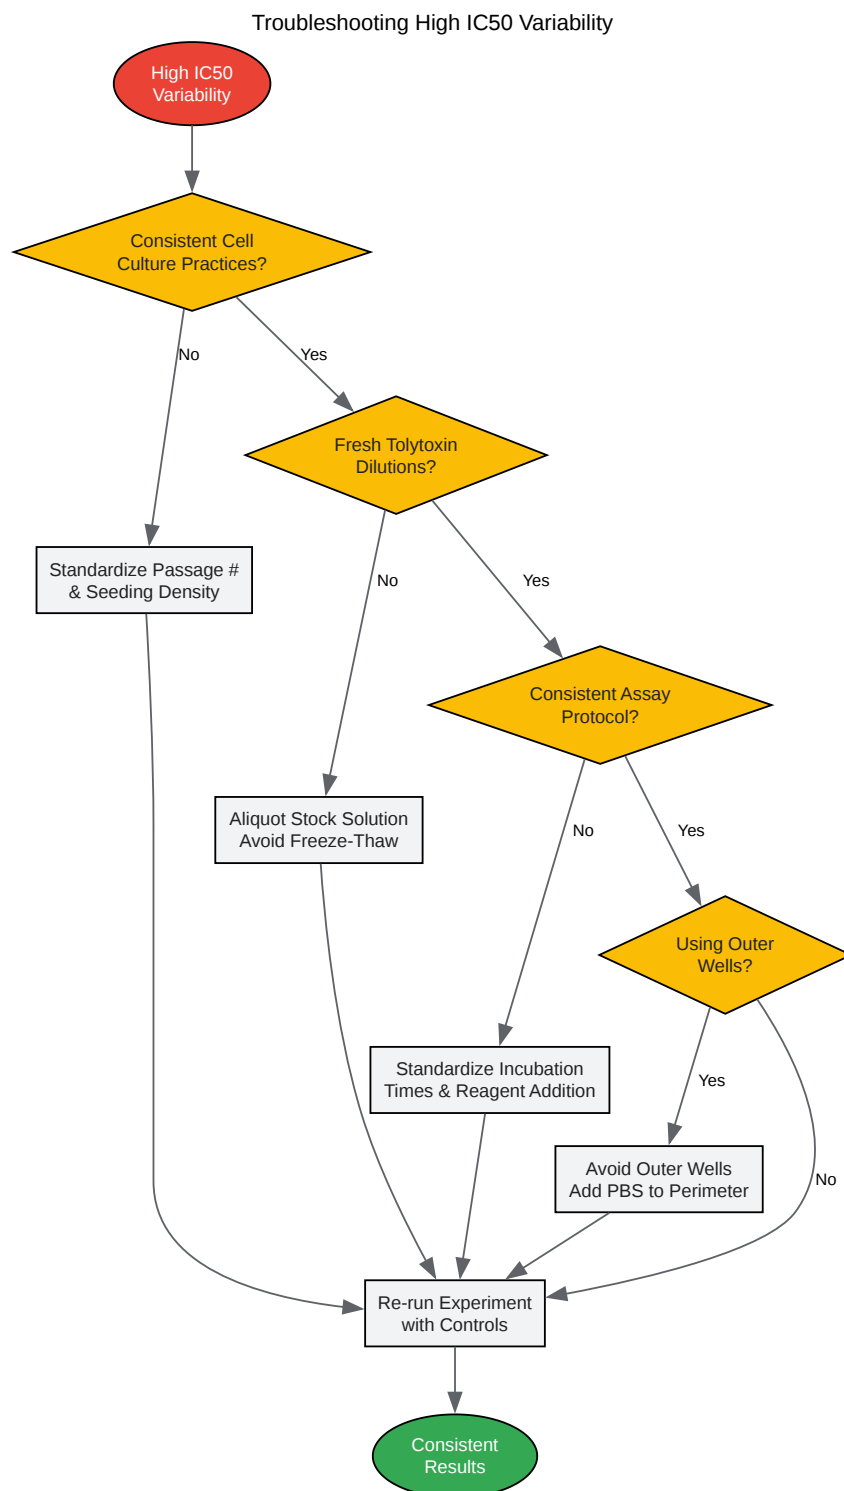 Troubleshooting High IC50 Variability
High IC50
Variability
Consistent Cell
Culture Practices?
No
Yes
Fresh Tolytoxin
Dilutions?
Standardize Passage #
& Seeding Density
No
Yes
Consistent Assay
Protocol?
Aliquot Stock Solution
Avoid Freeze-Thaw
No
Yes
Using Outer
Wells?
Standardize Incubation
Times & Reagent Addition
Yes
Avoid Outer Wells
Add PBS to Perimeter
No
Re-run Experiment
with Controls
Consistent
Results